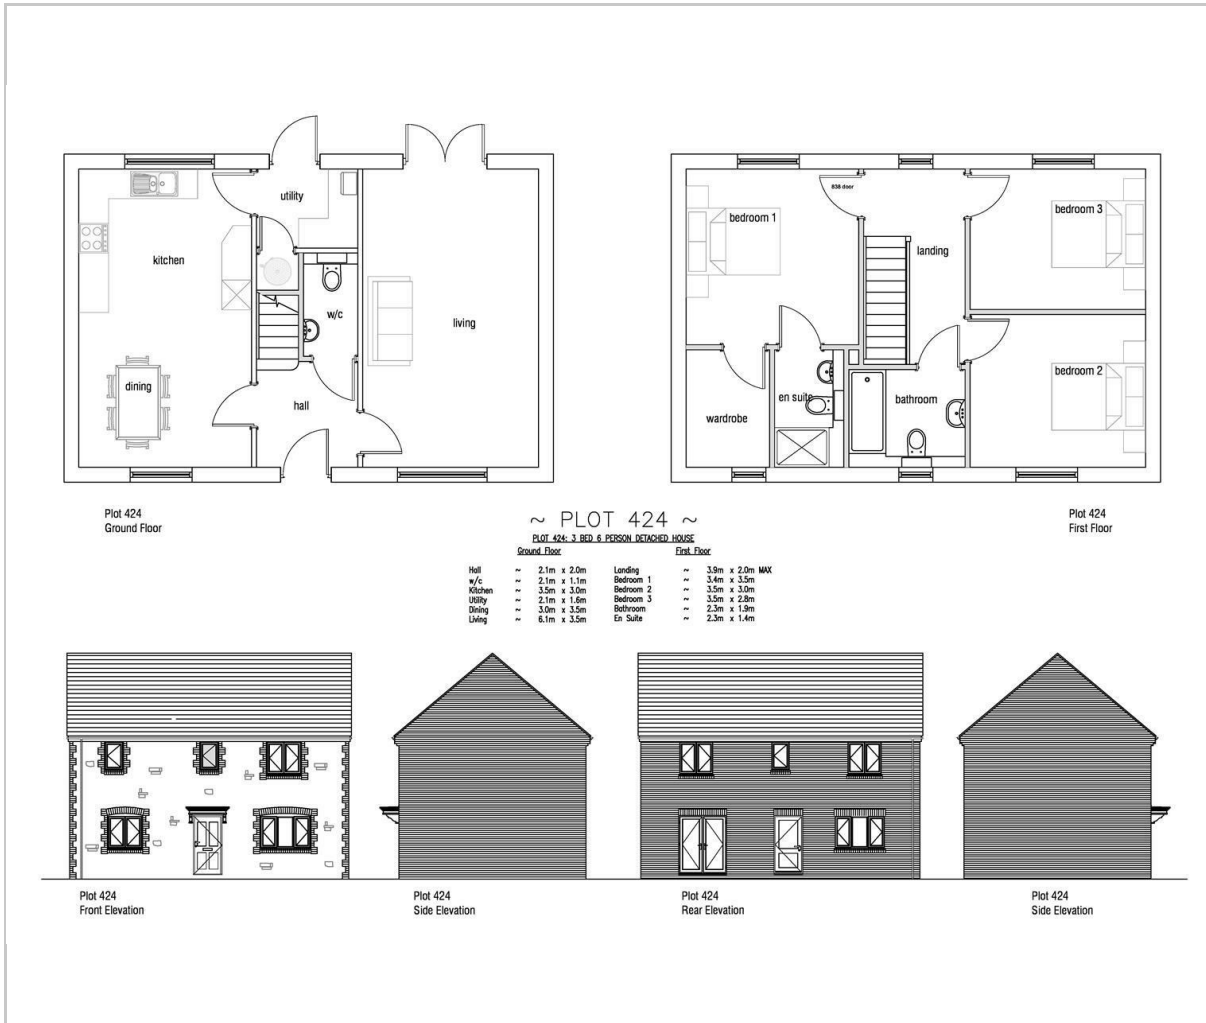 utility
kitchen
w/c
living
dining
hall
838 door
bedroom 1
bedroom 3
landing
bedroom 2
en suite
bathroom
wardrobe
Plot 424
Ground Floor
Plot 424
First Floor
~ PLOT 424 ~
PLOT 424: 3 BED 6 PERSON DETACHED HOUSE
Ground Floor
Hall ~ 2.1m x 2.0m
w/c ~ 2.1m x 1.1m
Kitchen ~ 3.5m x 3.0m
Utility ~ 2.1m x 1.6m
Dining ~ 3.0m x 3.5m
Living ~ 6.1m x 3.5m
First Floor
Landing ~ 3.9m x 2.0m MAX
Bedroom 1 ~ 3.4m x 3.5m
Bedroom 2 ~ 3.5m x 3.0m
Bedroom 3 ~ 3.5m x 2.8m
Bathroom ~ 2.3m x 1.9m
En Suite ~ 2.3m x 1.4m
Plot 424
Front Elevation
Plot 424
Side Elevation
Plot 424
Rear Elevation
Plot 424
Side Elevation